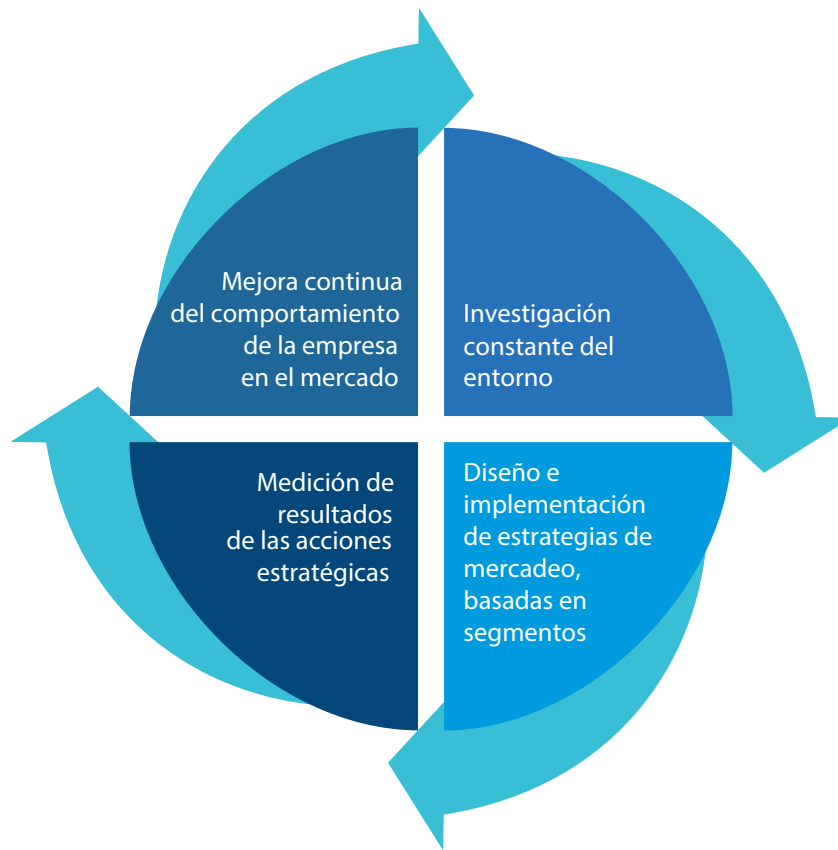 Mejora continua
del comportamiento
de la empresa
en el mercado
Investigación
constante del
entorno
Medición de
resultados
de las acciones
estratégicas
Diseño e
implementación
de estrategias de
mercadeo,
basadas en
segmentos